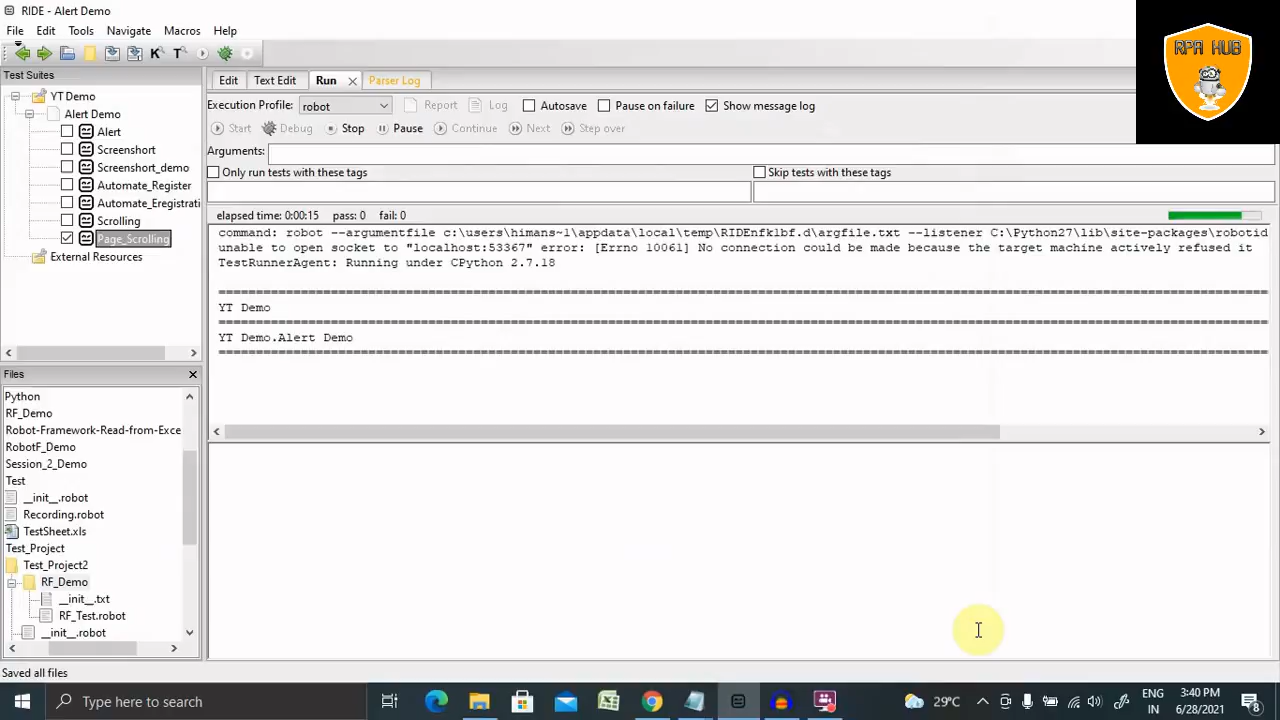 RIDE - Alert Demo
File Edit Tools Navigate Macros Help
RPA HUB
Test Suites
YT Demo
Alert Demo
Alert
Screenshort
Screenshort_demo
Automate_Register
Automate_Eregistrati
Scrolling
Page_Scrolling
External Resources
Edit Text Edit Run Parser Log
Execution Profile: robot Report Log Autosave Pause on failure Show message log
Start Debug Stop Pause Continue Next Step over
Arguments:
Only run tests with these tags Skip tests with these tags
elapsed time: 0:00:15 pass: 0 fail: 0
command: robot --argumentfile c:\users\himans~1\appdata\local\temp\RIDEnfk1bf.d\argfile.txt --listener C:\Python27\lib\site-packages\robotid
unable to open socket to "localhost:53367" error: [Errno 10061] No connection could be made because the target machine actively refused it
TestRunnerAgent: Running under CPython 2.7.18
YT Demo
YT Demo.Alert Demo
Files
Python
RF_Demo
Robot-Framework-Read-from-Exce
RobotF_Demo
Session_2_Demo
Test
__init__.robot
Recording.robot
TestSheet.xls
Test_Project
Test_Project2
RF_Demo
__init__.txt
RF_Test.robot
__init__.robot
Saved all files
Type here to search
29°C
ENG
IN
3:40 PM
6/28/2021
8